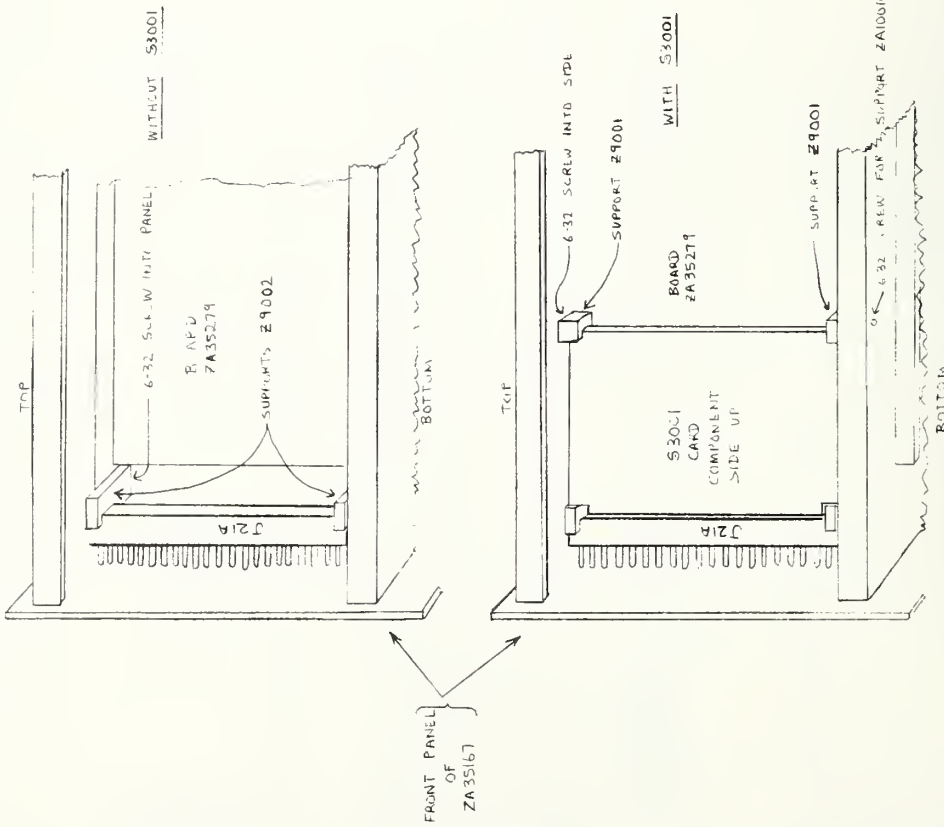 TOP
WITHOUT S3001
6-32 SCREW INTO PANEL
BOARD
ZA35279
SUPPORTS Z9002
J21A
BOTTOM
FRONT PANEL
OF
ZA35167
TOP
6-32 SCREW INTO SIDE
SUPPORT Z9001
WITH S3001
BOARD
ZA35279
S3001
CARD
COMPONENT
SIDE UP
J21A
SUPPORT Z9001
6-32 SCREW FOR SUPPORT
BOTTOM